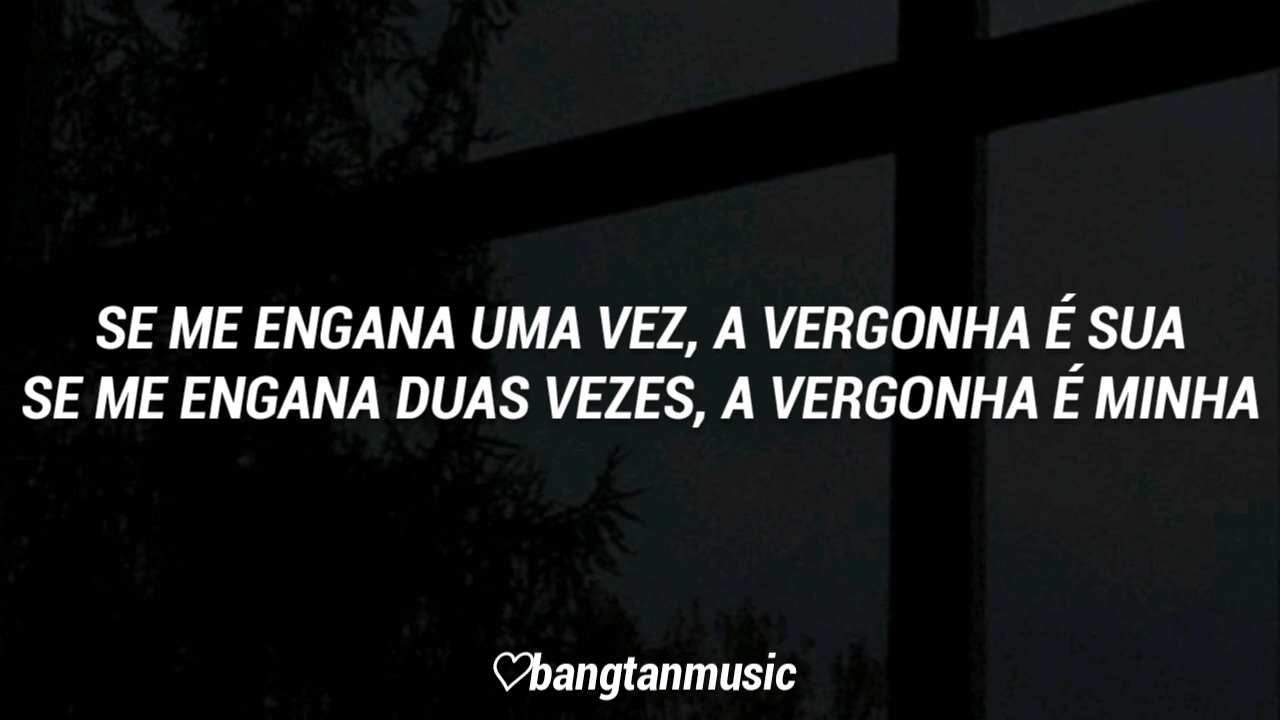 SE ME ENGANA UMA VEZ, A VERGONHA É SUA
SE ME ENGANA DUAS VEZES, A VERGONHA É MINHA
♡bangtanmusic